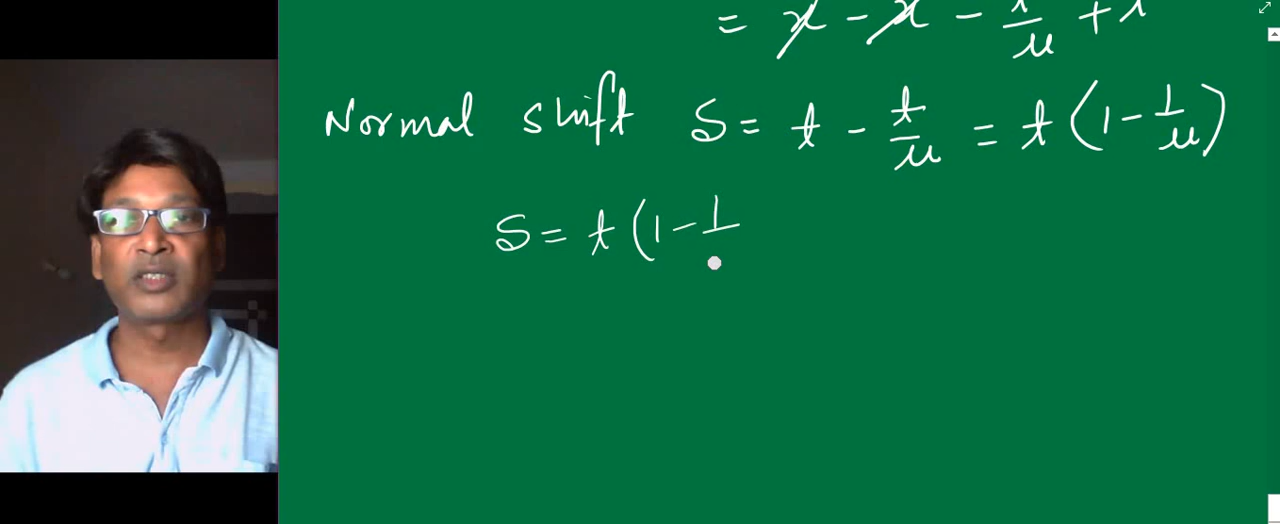 = x - x - t/μ + t
Normal shift S = t - t/μ = t (1 - 1/μ)
S = t (1 - 1/